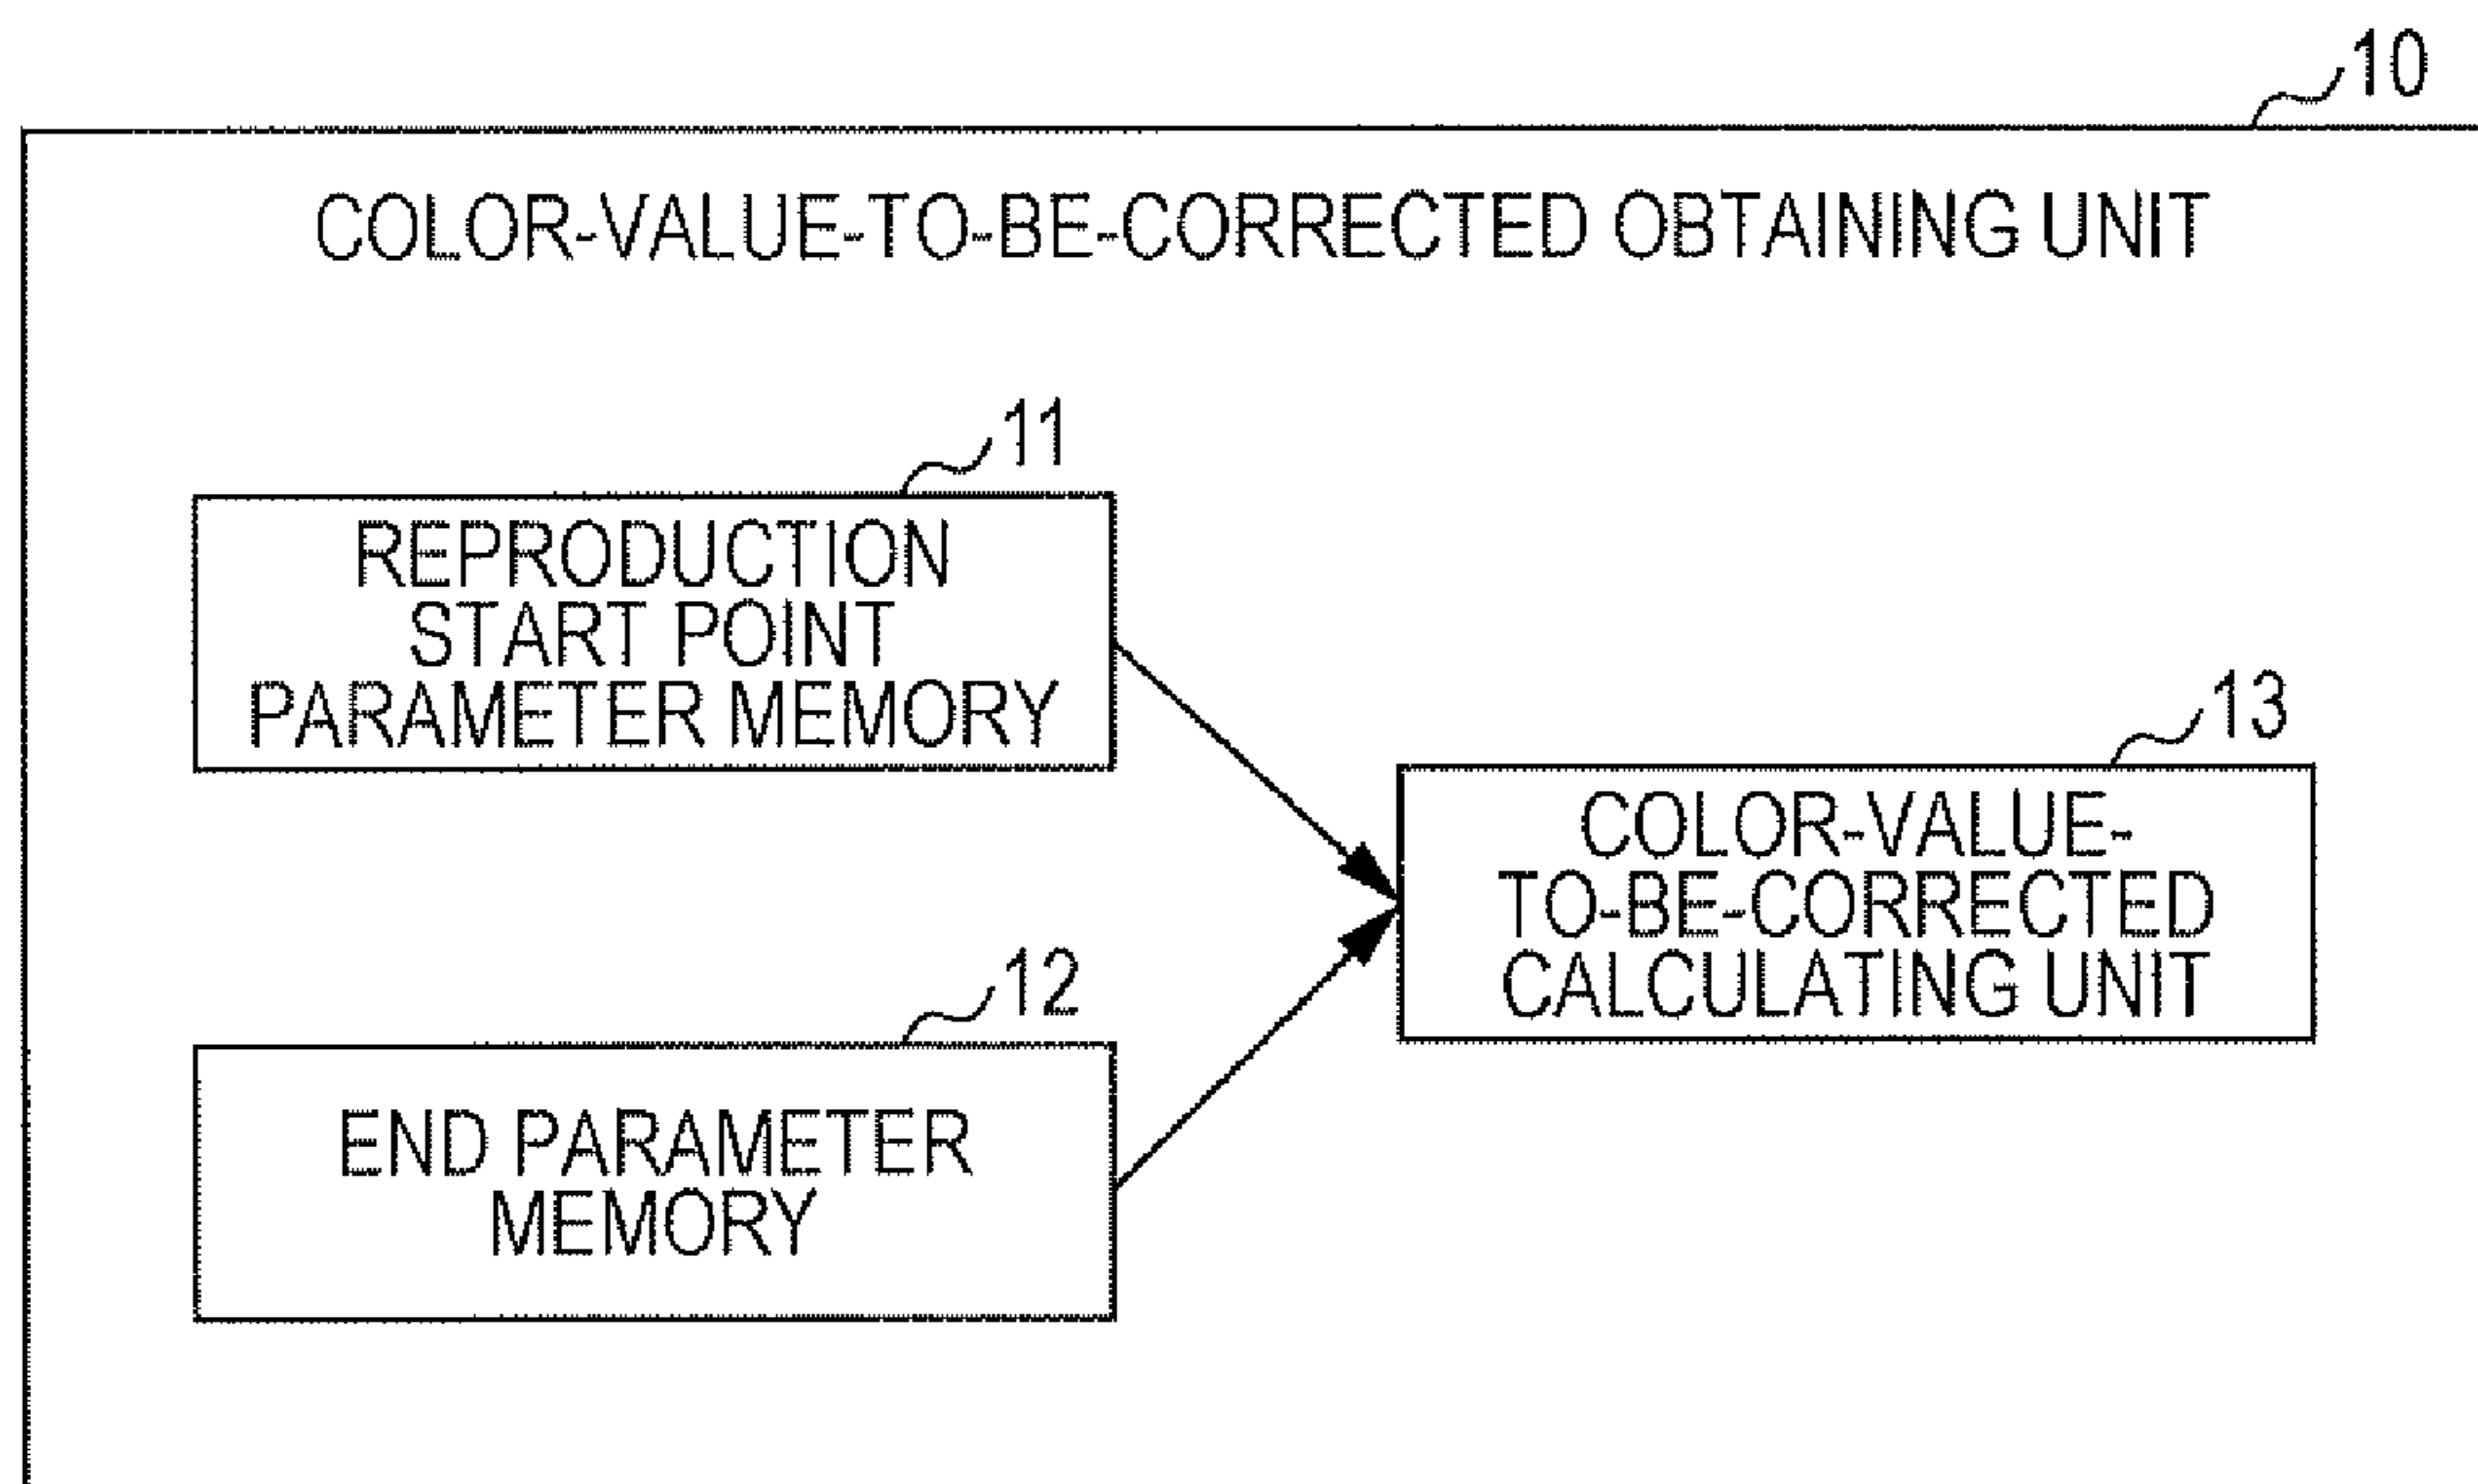 10
COLOR-VALUE-TO-BE-CORRECTED OBTAINING UNIT
11
REPRODUCTION
START POINT
PARAMETER MEMORY
13
COLOR-VALUE-
TO-BE-CORRECTED
CALCULATING UNIT
12
END PARAMETER
MEMORY